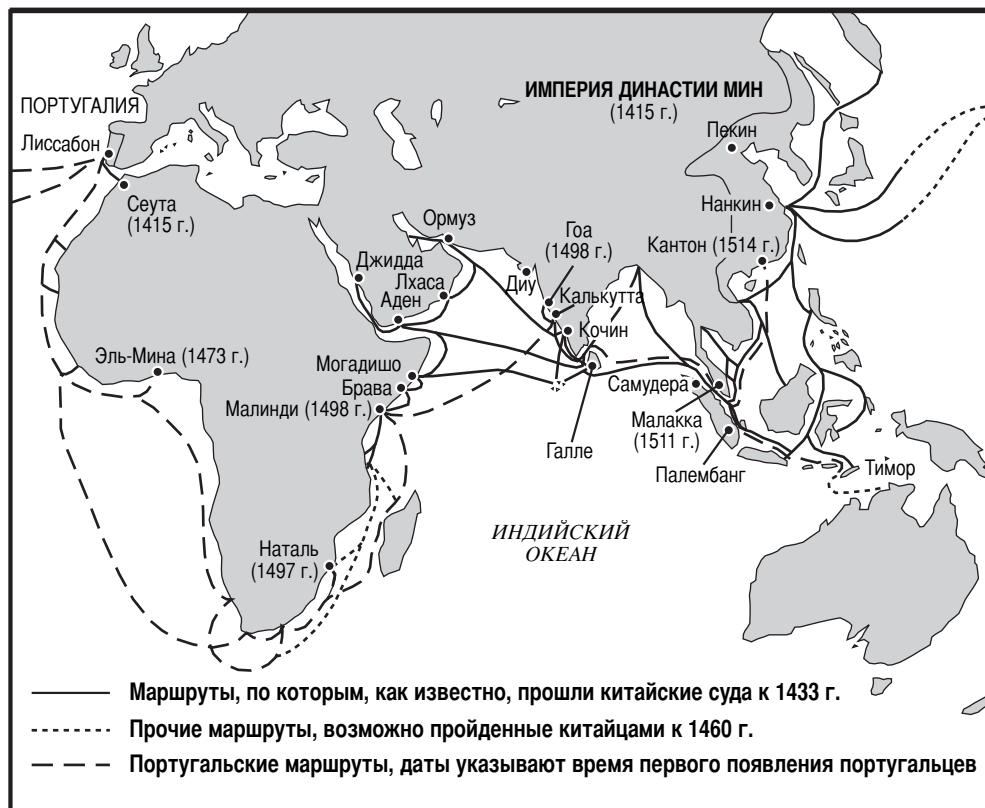 ПОРТУГАЛИЯ
Лиссабон
Сеута
(1415 г.)
ИМПЕРИЯ ДИНАСТИИ МИН
(1415 г.)
Пекин
Нанкин
Кантон (1514 г.)
Ормуз
Гоа
(1498 г.)
Джидда
Лхаса
Аден
Диу
Калькутта
Кочин
Эль-Мина (1473 г.)
Могадишо
Брава
Малинди (1498 г.)
Самудера
Малакка
(1511 г.)
Галле
Палембанг
Тимор
ИНДИЙСКИЙ
ОКЕАН
Наталь
(1497 г.)
Маршруты, по которым, как известно, прошли китайские суда к 1433 г.
Прочие маршруты, возможно пройденные китайцами к 1460 г.
Португальские маршруты, даты указывают время первого появления португальцев